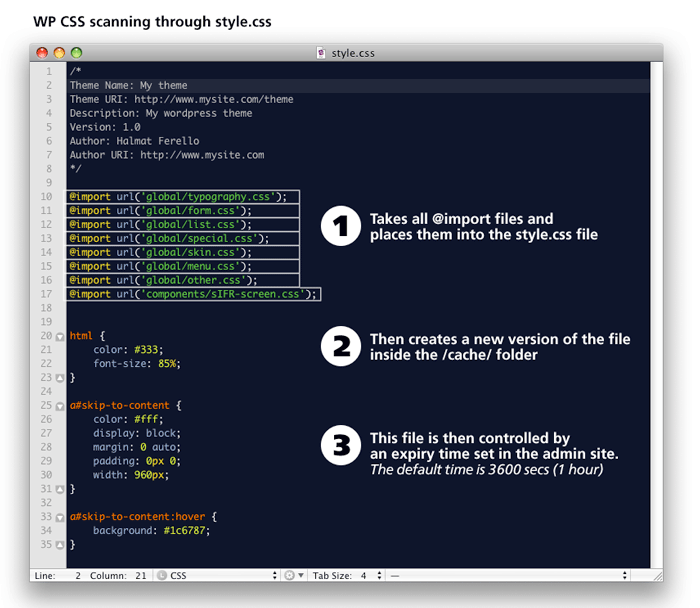 WP CSS scanning through style.css
style.css
1 /*
2 Theme Name: My theme
3 Theme URI: http://www.mysite.com/theme
4 Description: My wordpress theme
5 Version: 1.0
6 Author: Halmat Ferello
7 Author URI: http://www.mysite.com
8 */
9
10 @import url('global/typography.css');
11 @import url('global/form.css');
12 @import url('global/list.css');
13 @import url('global/special.css');
14 @import url('global/skin.css');
15 @import url('global/menu.css');
16 @import url('global/other.css');
17 @import url('components/sIFR-screen.css');
18
19
20 html {
21 color: #333;
22 font-size: 85%;
23 }
24
25 a#skip-to-content {
26 color: #fff;
27 display: block;
28 margin: 0 auto;
29 padding: 0px 0;
30 width: 960px;
31 }
32
33 a#skip-to-content:hover {
34 background: #1c6787;
35 }
1 Takes all @import files and
places them into the style.css file
2 Then creates a new version of the file
inside the /cache/ folder
3 This file is then controlled by
an expiry time set in the admin site.
The default time is 3600 secs (1 hour)
Line: 2 Column: 21 L CSS Tab Size: 4 —